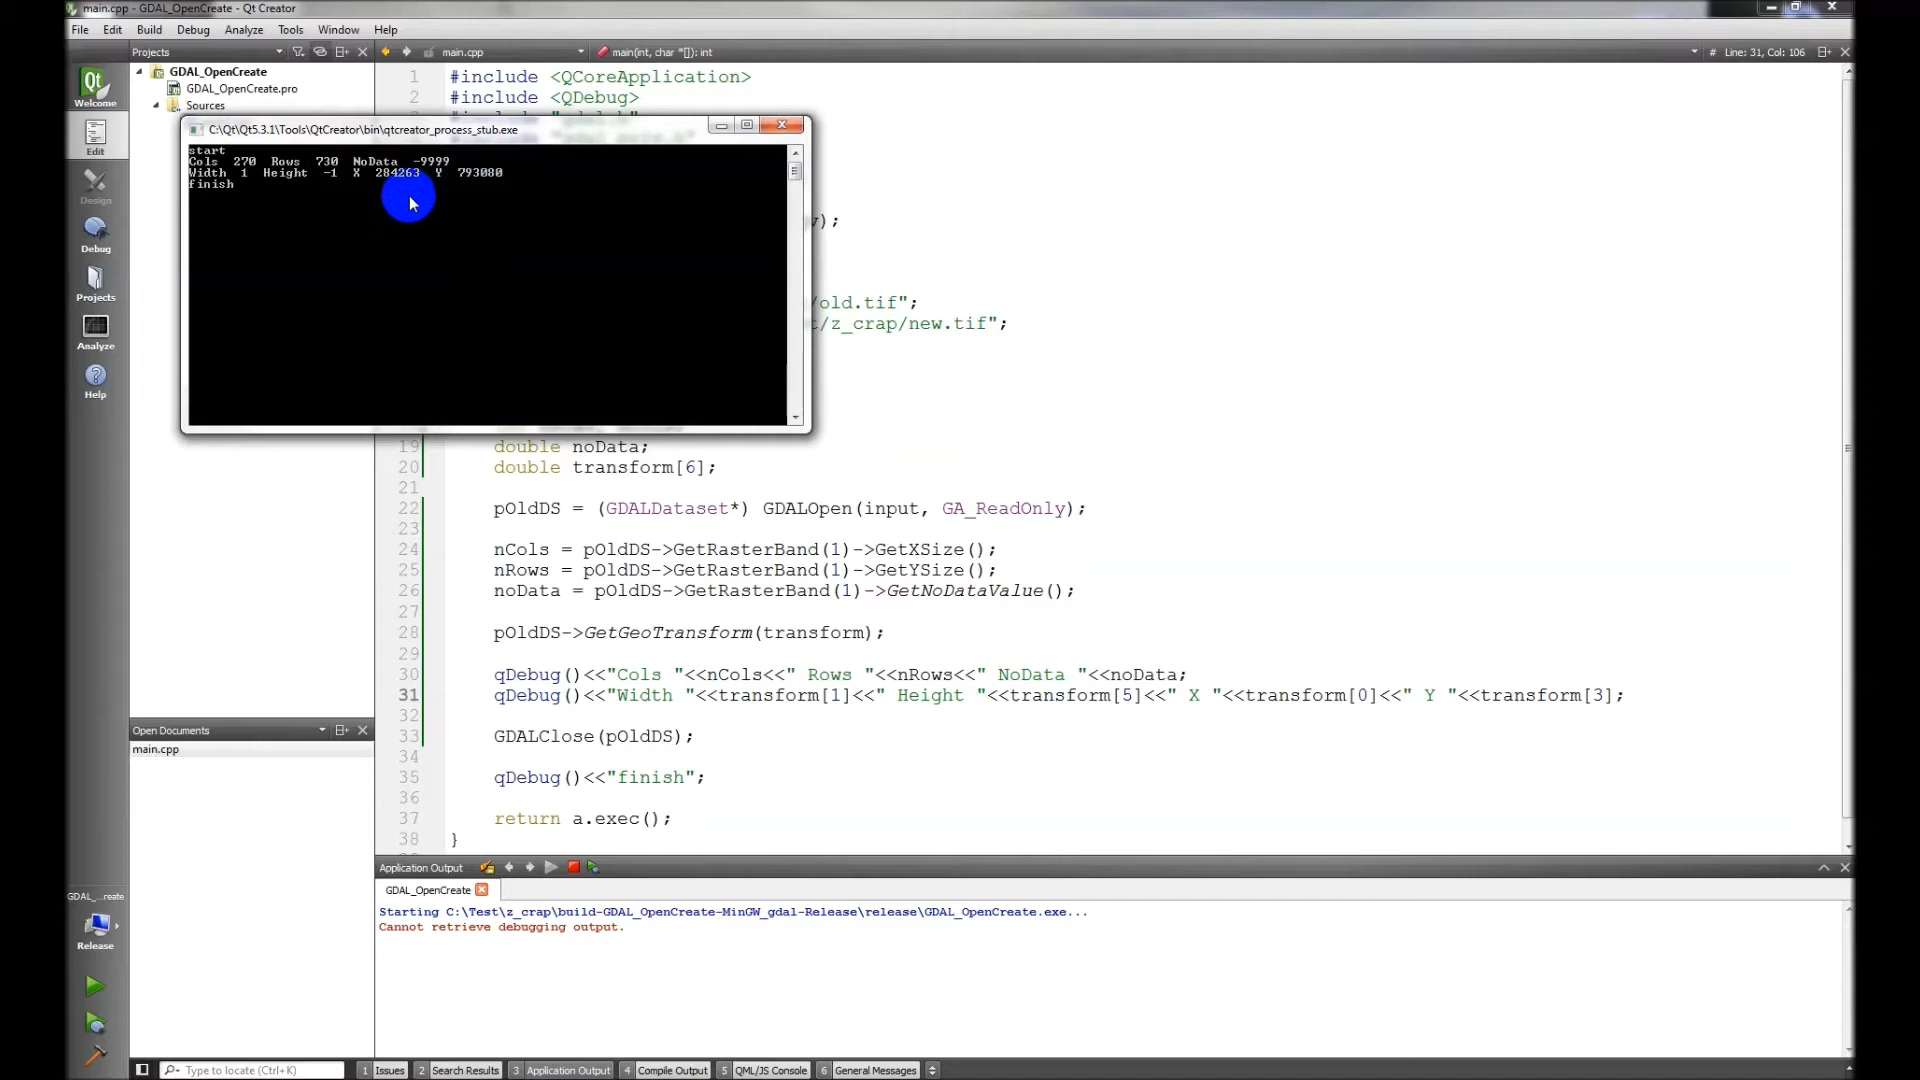 main.cpp - GDAL_OpenCreate - Qt Creator
File Edit Build Debug Analyze Tools Window Help
Projects main.cpp main(int, char *[]): int # Line: 31, Col: 106
Welcome
Edit
Design
Debug
Projects
Analyze
Help
GDAL_OpenCreate
GDAL_OpenCreate.pro
Sources
1 #include <QCoreApplication>
2 #include <QDebug>
C:\Qt\Qt5.3.1\Tools\QtCreator\bin\qtcreator_process_stub.exe
start
Cols 270 Rows 730 NoData -9999
Width 1 Height -1 X 284263 Y 793080
finish
);
/old.tif";
/z_crap/new.tif";
19 double noData;
20 double transform[6];
21
22 pOldDS = (GDALDataset*) GDALOpen(input, GA_ReadOnly);
23
24 nCols = pOldDS->GetRasterBand(1)->GetXSize();
25 nRows = pOldDS->GetRasterBand(1)->GetYSize();
26 noData = pOldDS->GetRasterBand(1)->GetNoDataValue();
27
28 pOldDS->GetGeoTransform(transform);
29
30 qDebug()<<"Cols "<<nCols<<" Rows "<<nRows<<" NoData "<<noData;
31 qDebug()<<"Width "<<transform[1]<<" Height "<<transform[5]<<" X "<<transform[0]<<" Y "<<transform[3];
32
33 GDALClose(pOldDS);
34
35 qDebug()<<"finish";
36
37 return a.exec();
38 }
Open Documents
main.cpp
Application Output
GDAL_OpenCreate
Starting C:\Test\z_crap\build-GDAL_OpenCreate-MinGW_gdal-Release\release\GDAL_OpenCreate.exe...
Cannot retrieve debugging output.
GDAL_...reate
Release
Type to locate (Ctrl+K) 1 Issues 2 Search Results 3 Application Output 4 Compile Output 5 QML/JS Console 6 General Messages